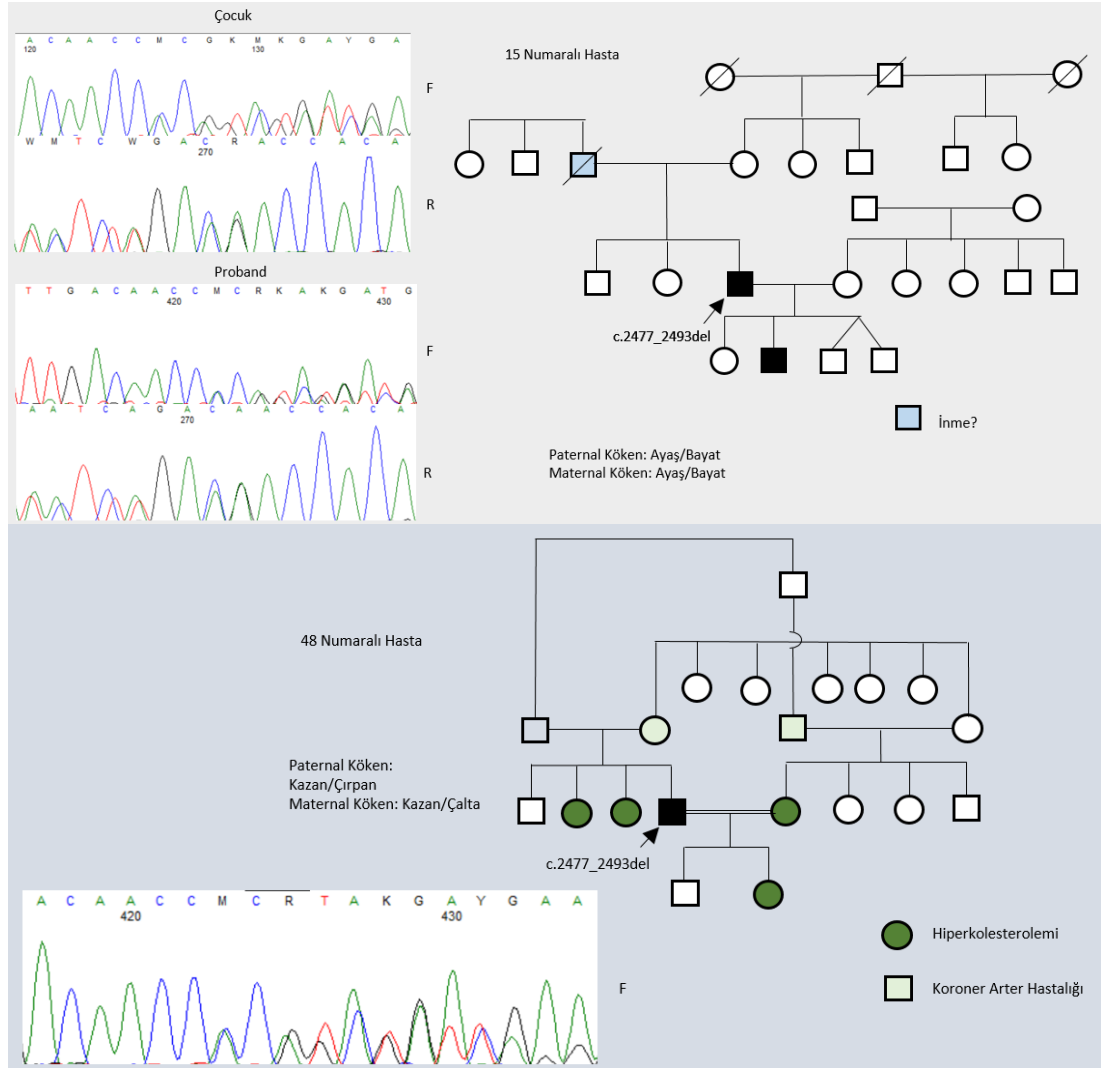 Çocuk
A C A A C C M C G K M K G A Y G A
120 130
F
W M T C W G A C R A C C A C A
270
R
Proband
T T G A C A A C C M C R K A K G A T G
420 430
F
A A T C A G A C A A C C A C A
270
R
15 Numaralı Hasta
c.2477_2493del
İnme?
Paternal Köken: Ayaş/Bayat
Maternal Köken: Ayaş/Bayat
48 Numaralı Hasta
Paternal Köken:
Kazan/Çırpan
Maternal Köken: Kazan/Çalta
c.2477_2493del
A C A A C C M C R T A K G A Y G A A
420 430
F
Hiperkolesterolemi
Koroner Arter Hastalığı